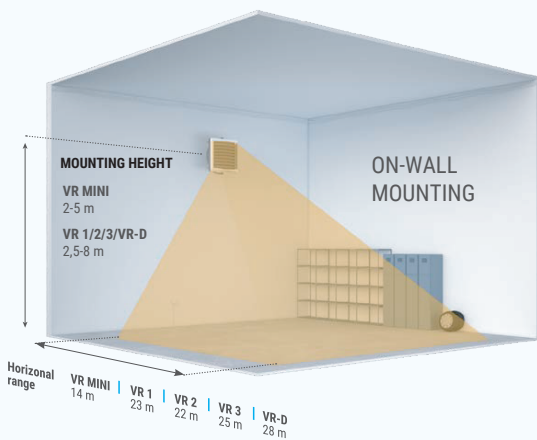 MOUNTING HEIGHT
VR MINI
2-5 m
VR 1/2/3/VR-D
2,5-8 m
ON-WALL
MOUNTING
Horizonal
range
VR MINI
14 m
VR 1
23 m
VR 2
22 m
VR 3
25 m
VR-D
28 m